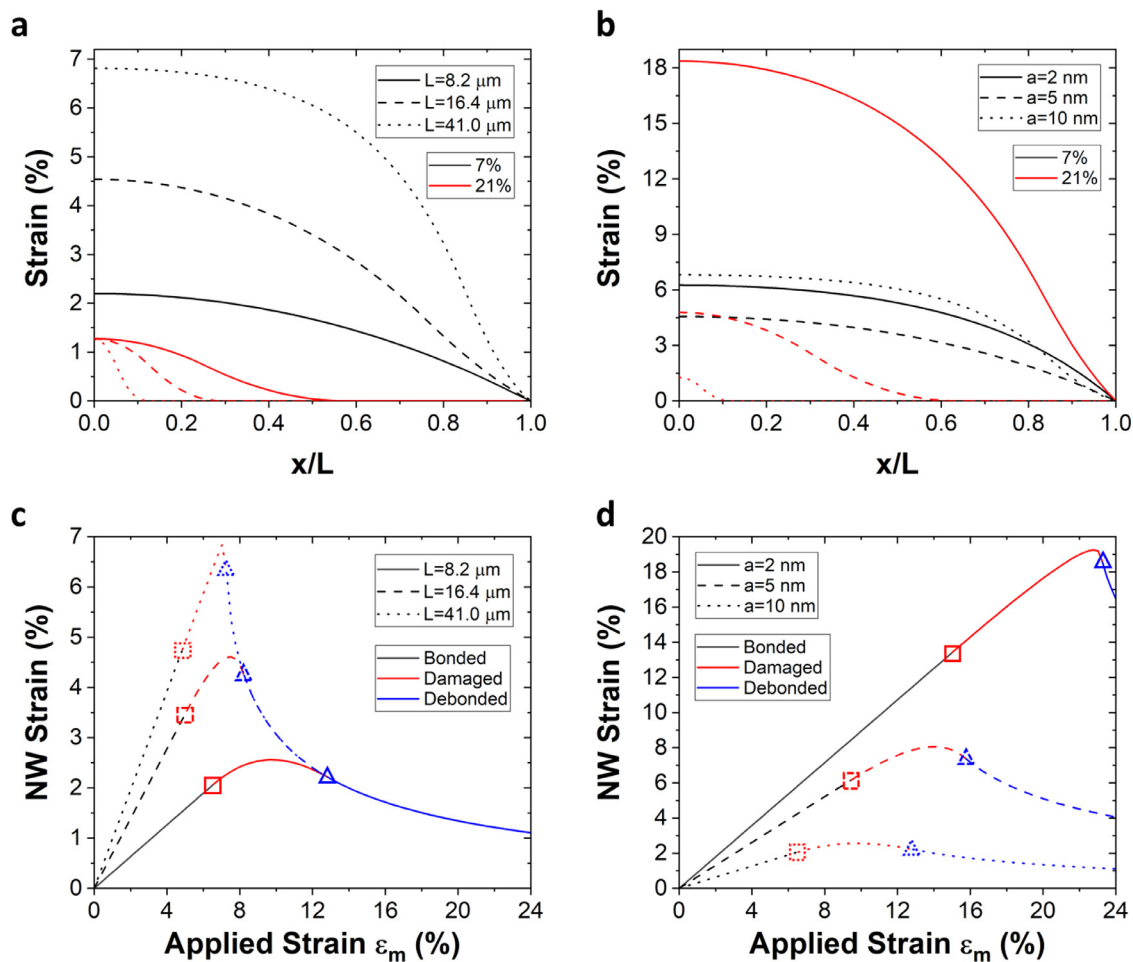 a
7
6
5
4
3
2
1
0
Strain (%)
L=8.2 μm
L=16.4 μm
L=41.0 μm
7%
21%
0.0 0.2 0.4 0.6 0.8 1.0
x/L
b
18
15
12
9
6
3
0
Strain (%)
a=2 nm
a=5 nm
a=10 nm
7%
21%
0.0 0.2 0.4 0.6 0.8 1.0
x/L
c
7
6
5
4
3
2
1
0
NW Strain (%)
L=8.2 μm
L=16.4 μm
L=41.0 μm
Bonded
Damaged
Debonded
0 4 8 12 16 20 24
Applied Strain εm (%)
d
20
18
16
14
12
10
8
6
4
2
0
NW Strain (%)
a=2 nm
a=5 nm
a=10 nm
Bonded
Damaged
Debonded
0 4 8 12 16 20 24
Applied Strain εm (%)